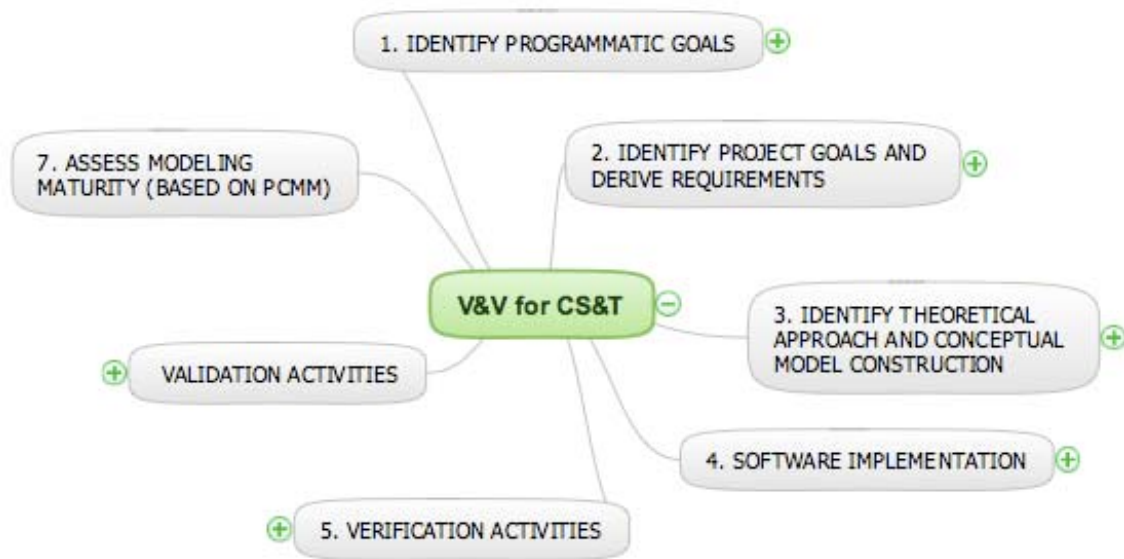 1. IDENTIFY PROGRAMMATIC GOALS
7. ASSESS MODELING
MATURITY (BASED ON PCMM)
2. IDENTIFY PROJECT GOALS AND
DERIVE REQUIREMENTS
V&V for CS&T
3. IDENTIFY THEORETICAL
APPROACH AND CONCEPTUAL
MODEL CONSTRUCTION
VALIDATION ACTIVITIES
4. SOFTWARE IMPLEMENTATION
5. VERIFICATION ACTIVITIES